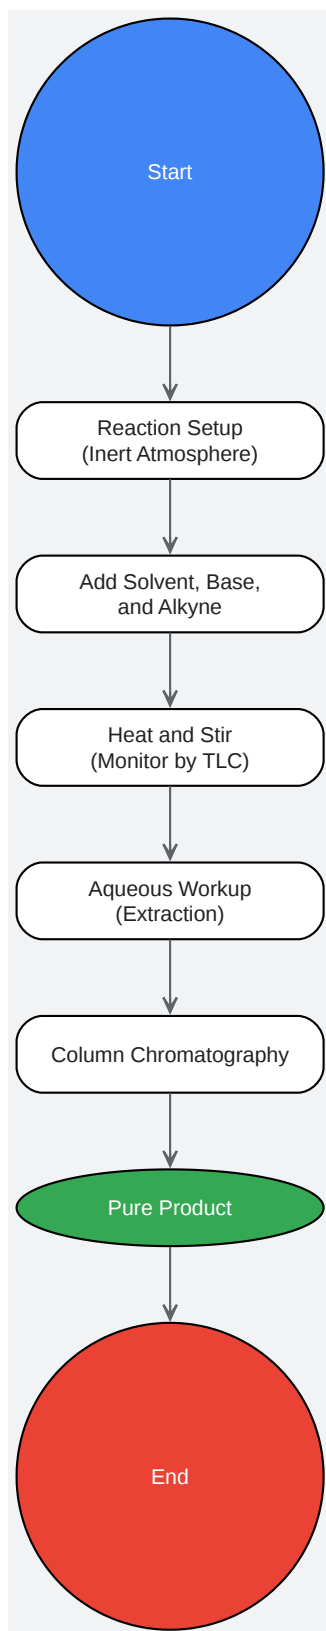 Start
Reaction Setup
(Inert Atmosphere)
Add Solvent, Base,
and Alkyne
Heat and Stir
(Monitor by TLC)
Aqueous Workup
(Extraction)
Column Chromatography
Pure Product
End